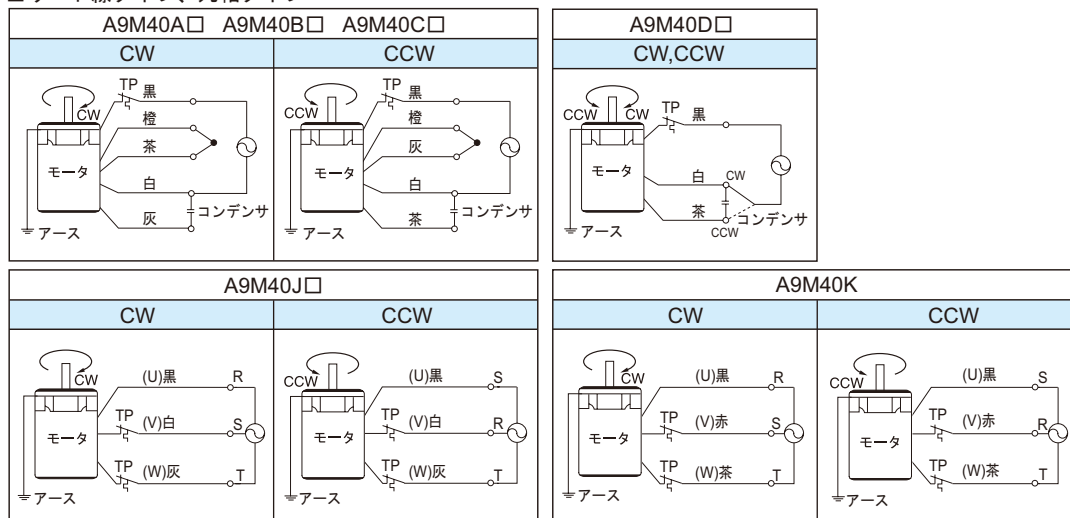 A9M40A□ A9M40B□ A9M40C□
CW
CCW
CW
TP 黒
橙
茶
白
灰
コンデンサ
モータ
アース
CCW
TP 黒
橙
灰
白
茶
コンデンサ
モータ
アース
A9M40D□
CW,CCW
CCW
CW
TP 黒
白
CW
茶
コンデンサ
CCW
モータ
アース
A9M40J□
CW
CCW
CW
(U)黒 R
TP (V)白 S
TP (W)灰 T
モータ
アース
CCW
(U)黒 S
TP (V)白 R
TP (W)灰 T
モータ
アース
A9M40K
CW
CCW
CW
(U)黒 R
TP (V)赤 S
TP (W)茶 T
モータ
アース
CCW
(U)黒 S
TP (V)赤 R
TP (W)茶 T
モータ
アース